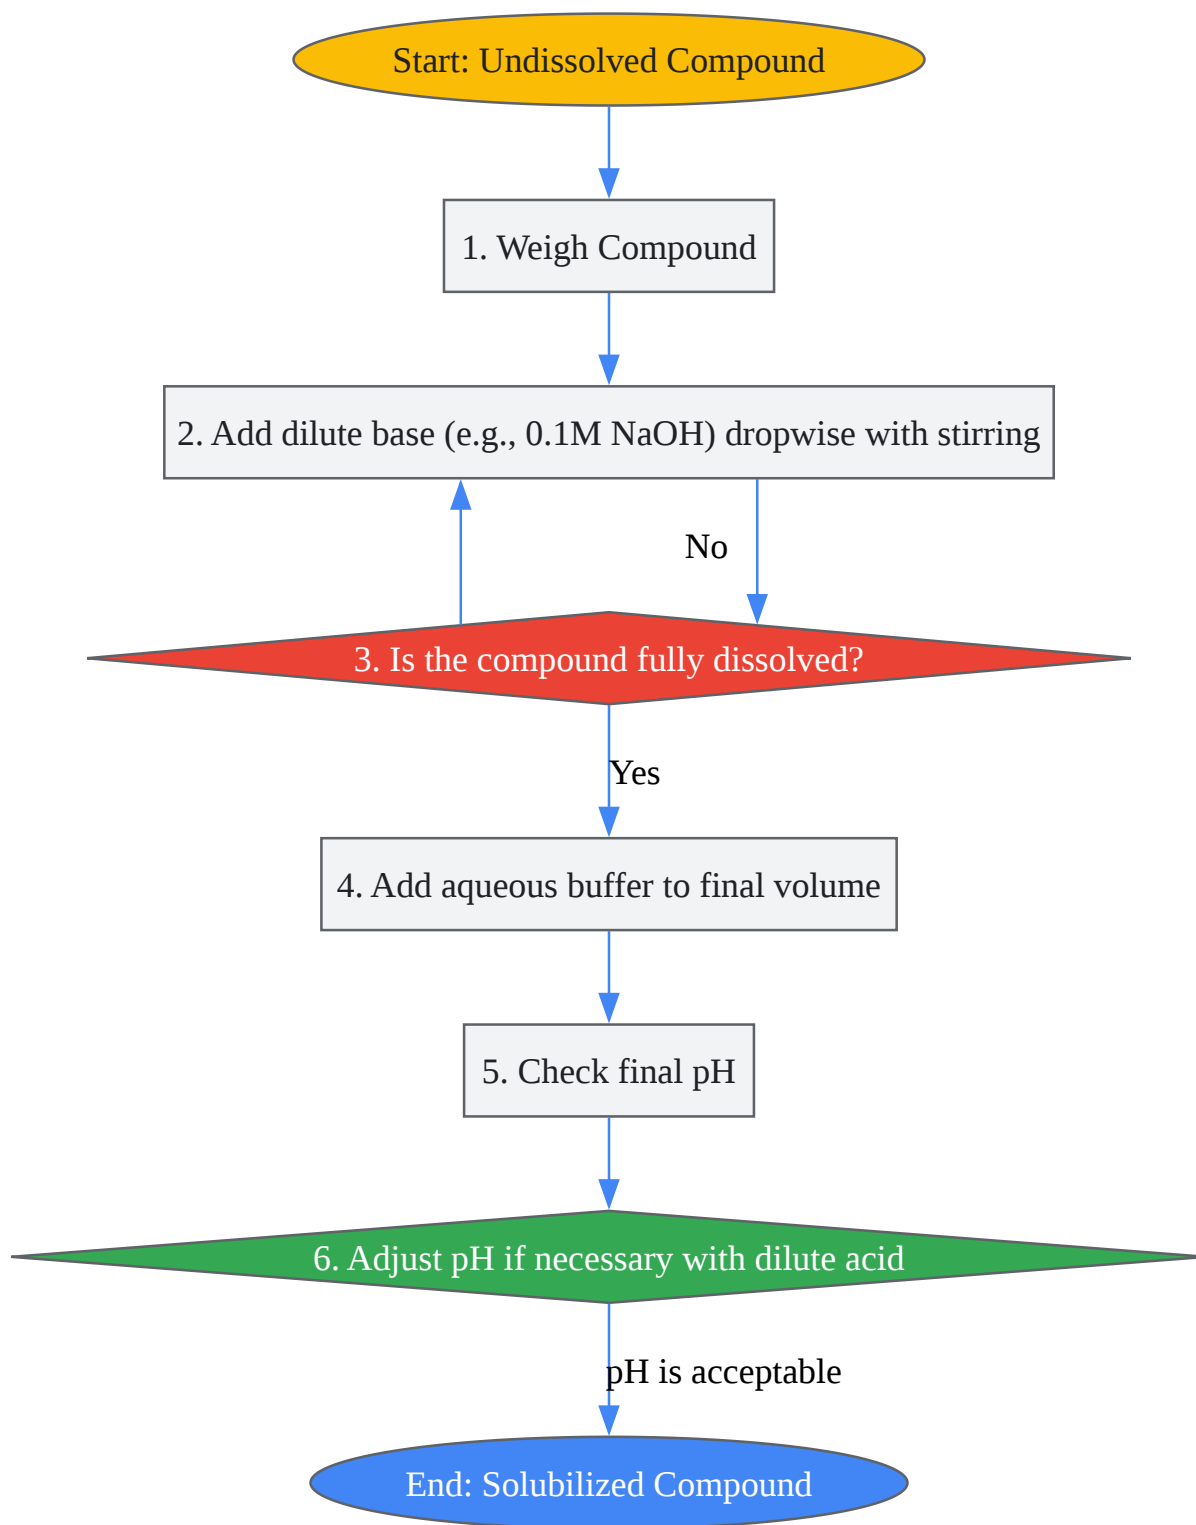 Start: Undissolved Compound
1. Weigh Compound
2. Add dilute base (e.g., 0.1M NaOH) dropwise with stirring
No
3. Is the compound fully dissolved?
Yes
4. Add aqueous buffer to final volume
5. Check final pH
6. Adjust pH if necessary with dilute acid
pH is acceptable
End: Solubilized Compound